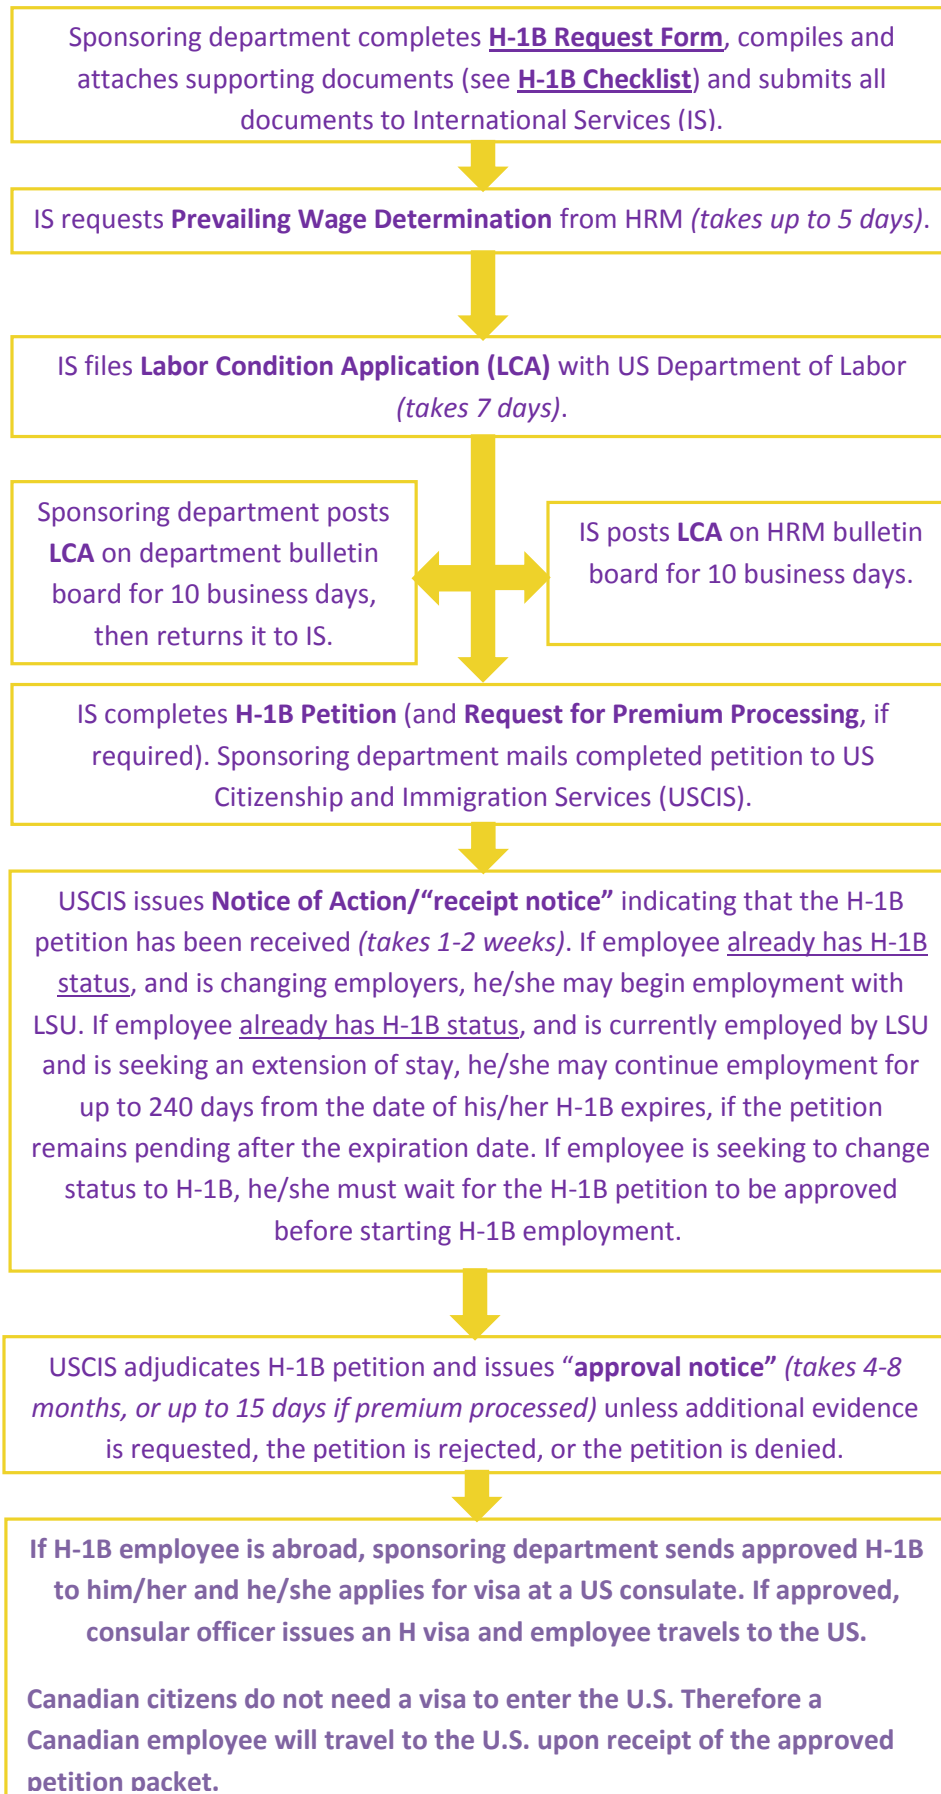 Sponsoring department completes H-1B Request Form, compiles and
attaches supporting documents (see H-1B Checklist) and submits all
documents to International Services (IS).
IS requests Prevailing Wage Determination from HRM (takes up to 5 days).
IS files Labor Condition Application (LCA) with US Department of Labor
(takes 7 days).
Sponsoring department posts
LCA on department bulletin
board for 10 business days,
then returns it to IS.
IS posts LCA on HRM bulletin
board for 10 business days.
IS completes H-1B Petition (and Request for Premium Processing, if
required). Sponsoring department mails completed petition to US
Citizenship and Immigration Services (USCIS).
USCIS issues Notice of Action/“receipt notice” indicating that the H-1B
petition has been received (takes 1-2 weeks). If employee already has H-1B
status, and is changing employers, he/she may begin employment with
LSU. If employee already has H-1B status, and is currently employed by LSU
and is seeking an extension of stay, he/she may continue employment for
up to 240 days from the date of his/her H-1B expires, if the petition
remains pending after the expiration date. If employee is seeking to change
status to H-1B, he/she must wait for the H-1B petition to be approved
before starting H-1B employment.
USCIS adjudicates H-1B petition and issues “approval notice” (takes 4-8
months, or up to 15 days if premium processed) unless additional evidence
is requested, the petition is rejected, or the petition is denied.
If H-1B employee is abroad, sponsoring department sends approved H-1B
to him/her and he/she applies for visa at a US consulate. If approved,
consular officer issues an H visa and employee travels to the US.
Canadian citizens do not need a visa to enter the U.S. Therefore a
Canadian employee will travel to the U.S. upon receipt of the approved
petition packet.